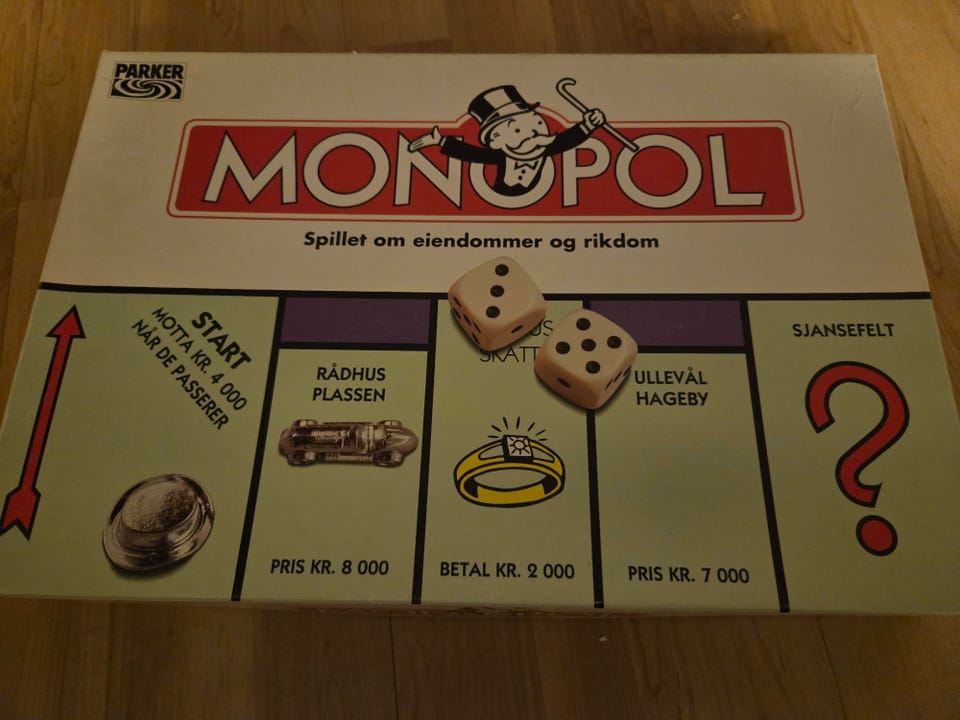 PARKER
MONOPOL
Spillet om eiendommer og rikdom
START
MOTTA KR. 4 000
NÅR DE PASSERER
RÅDHUS
PLASSEN
PRIS KR. 8 000
BETAL KR. 2 000
ULLEVÅL
HAGEBY
PRIS KR. 7 000
SJANSEFELT